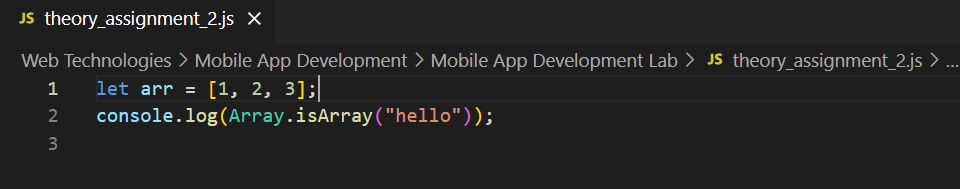 JS theory_assignment_2.js ×
Web Technologies > Mobile App Development > Mobile App Development Lab > JS theory_assignment_2.js > ...
1 let arr = [1, 2, 3];
2 console.log(Array.isArray("hello"));
3